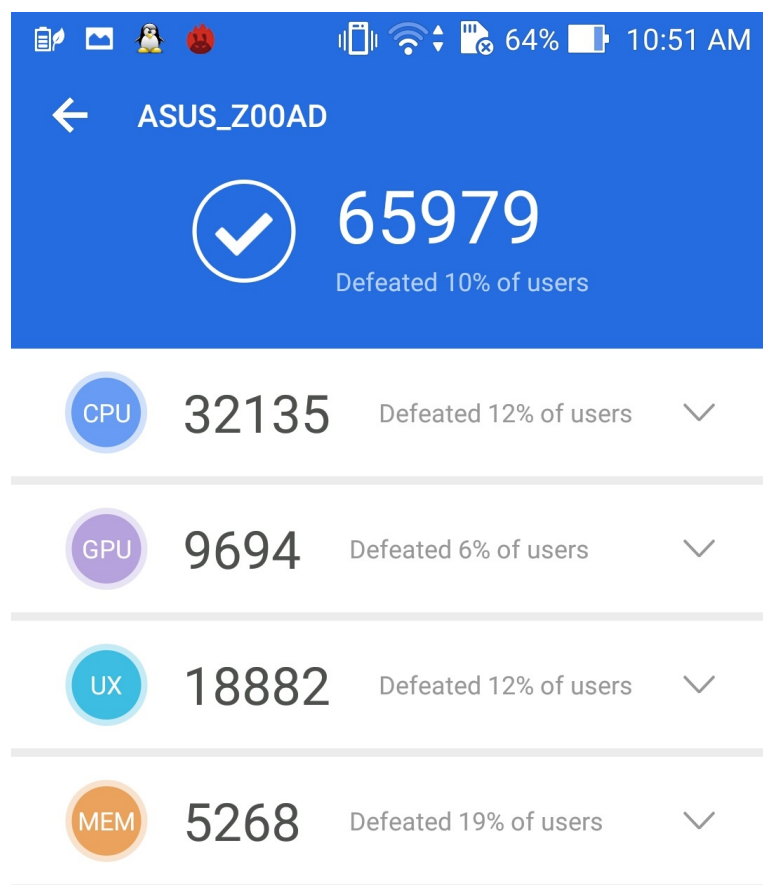 64% 10:51 AM
ASUS_Z00AD
65979
Defeated 10% of users
CPU 32135 Defeated 12% of users
GPU 9694 Defeated 6% of users
UX 18882 Defeated 12% of users
MEM 5268 Defeated 19% of users